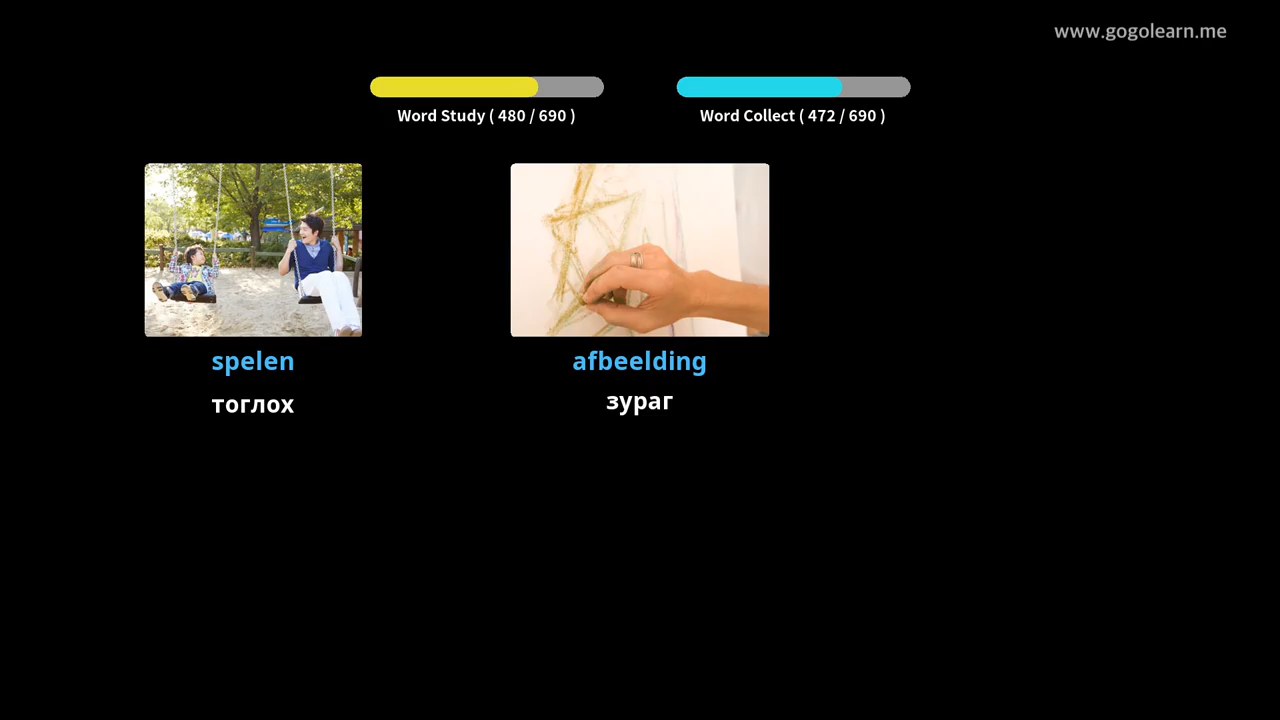 www.gogolearn.me
Word Study ( 480 / 690 )
Word Collect ( 472 / 690 )
spelen
тоглох
afbeelding
зураг